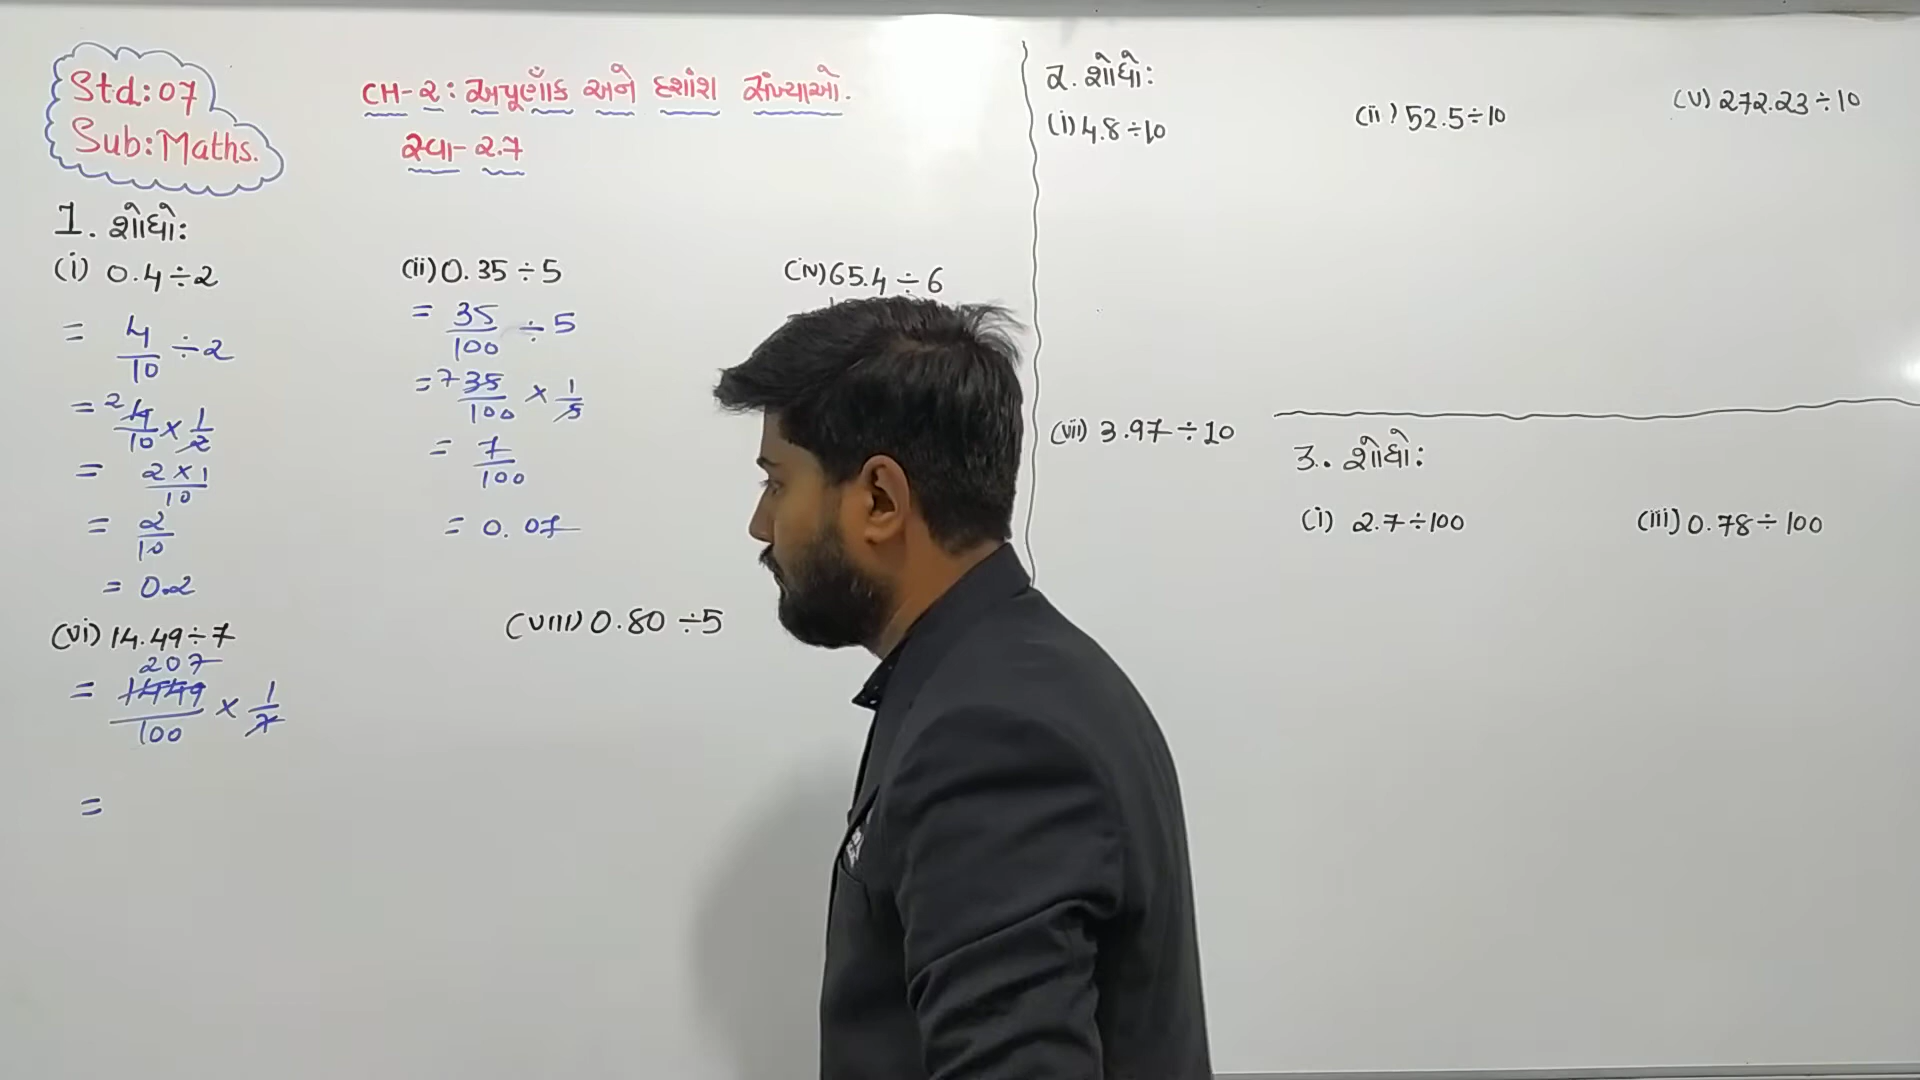 Std:07
Sub:Maths.
CH-૨: અપૂર્ણાંક અને દશાંશ સંખ્યાઓ.
સ્વા- ૨.૭
1. શોધો:
(i) 0.4÷2
= 4/10 ÷2
= 2 4/10 × 1/2
= 2×1/10
= 2/10
= 0.2
(ii) 0.35÷5
= 35/100 ÷5
= 7 35/100 × 1/5
= 7/100
= 0.07
(iv) 65.4÷6
(vi) 14.49÷7
207
= 1449/100 × 1/7
=
(viii) 0.80÷5
૨. શોધો:
(i) 4.8÷10
(ii) 52.5÷10
(v) 272.23÷10
(vii) 3.97÷10
3. શોધો:
(i) 2.7÷100
(iii) 0.78÷100